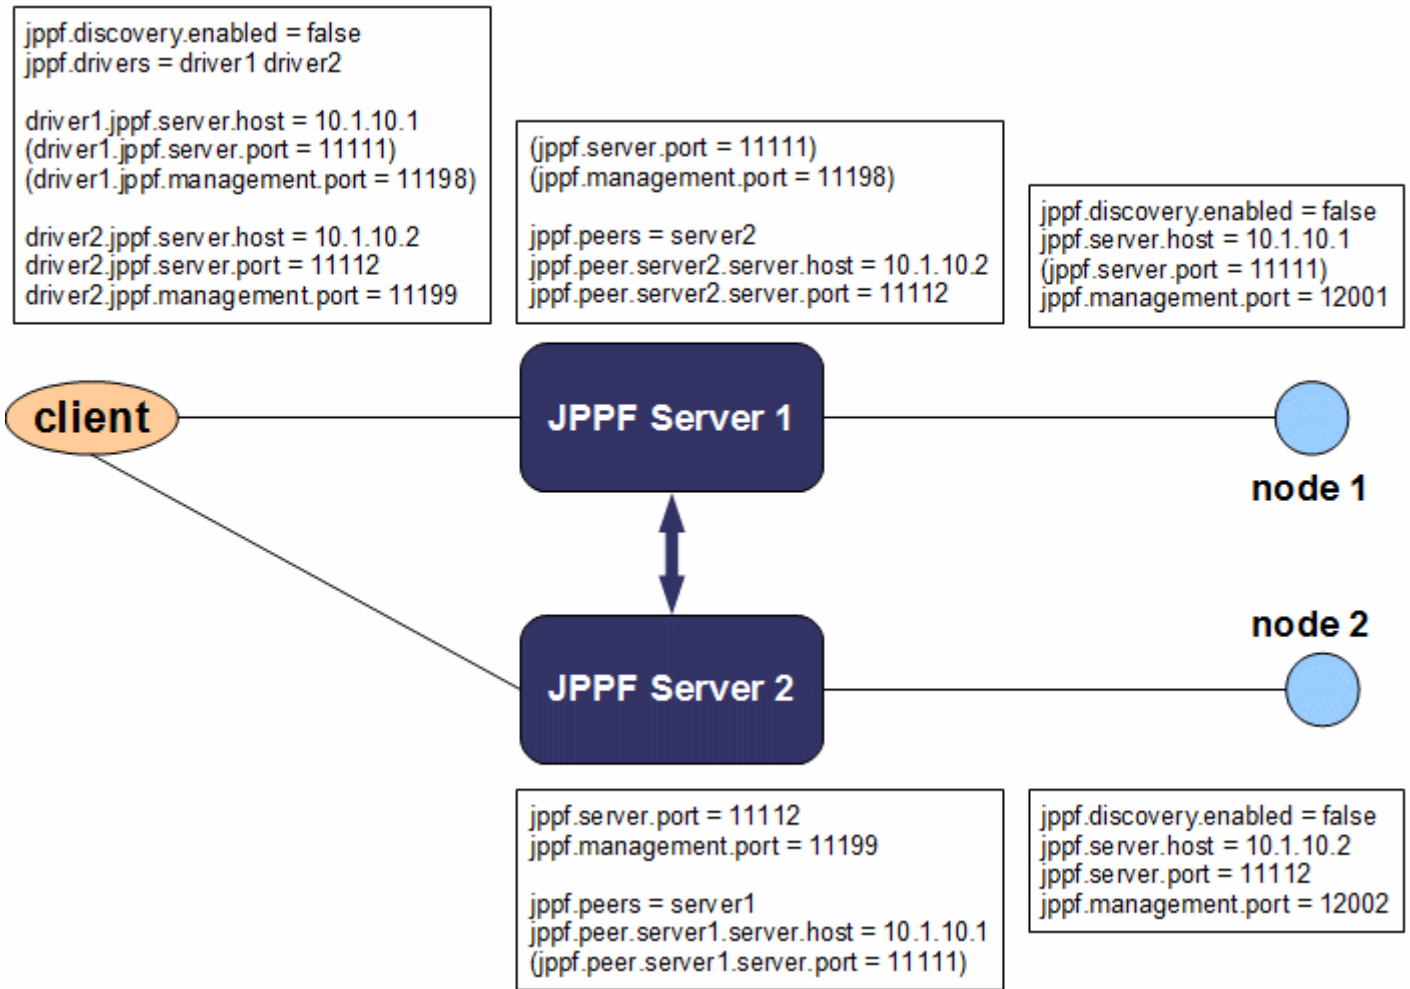 jppf.discovery.enabled = false
jppf.drivers = driver1 driver2
driver1.jppf.server.host = 10.1.10.1
(driver1.jppf.server.port = 11111)
(driver1.jppf.management.port = 11198)
driver2.jppf.server.host = 10.1.10.2
driver2.jppf.server.port = 11112
driver2.jppf.management.port = 11199
(jppf.server.port = 11111)
(jppf.management.port = 11198)
jppf.peers = server2
jppf.peer.server2.server.host = 10.1.10.2
jppf.peer.server2.server.port = 11112
jppf.discovery.enabled = false
jppf.server.host = 10.1.10.1
(jppf.server.port = 11111)
jppf.management.port = 12001
client
JPPF Server 1
node 1
JPPF Server 2
node 2
jppf.server.port = 11112
jppf.management.port = 11199
jppf.peers = server1
jppf.peer.server1.server.host = 10.1.10.1
(jppf.peer.server1.server.port = 11111)
jppf.discovery.enabled = false
jppf.server.host = 10.1.10.2
jppf.server.port = 11112
jppf.management.port = 12002